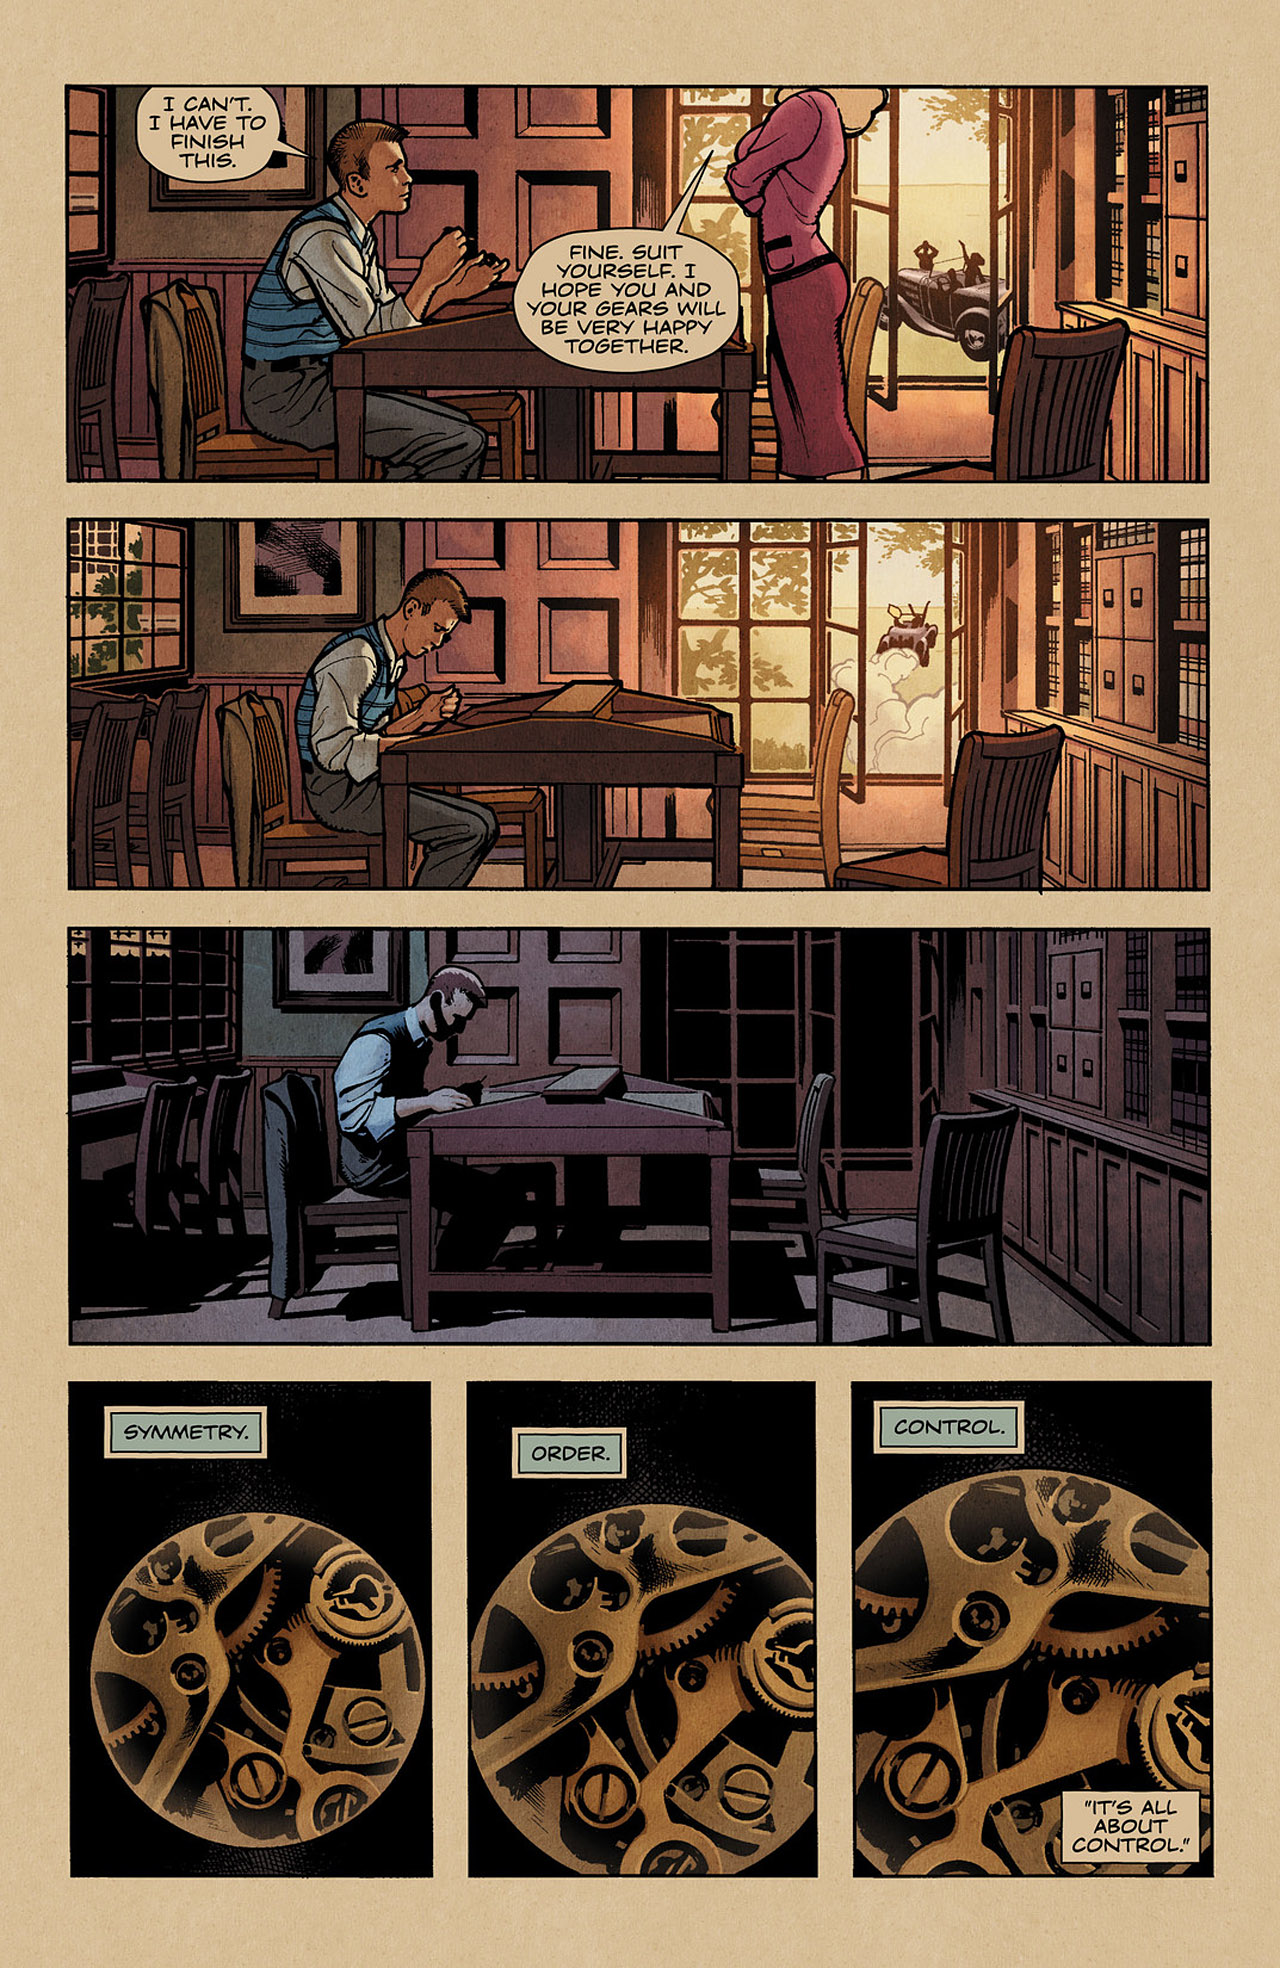 I CAN'T.
I HAVE TO
FINISH
THIS.
FINE. SUIT
YOURSELF. I
HOPE YOU AND
YOUR GEARS WILL
BE VERY HAPPY
TOGETHER.
SYMMETRY.
ORDER.
CONTROL.
"IT'S ALL
ABOUT
CONTROL."